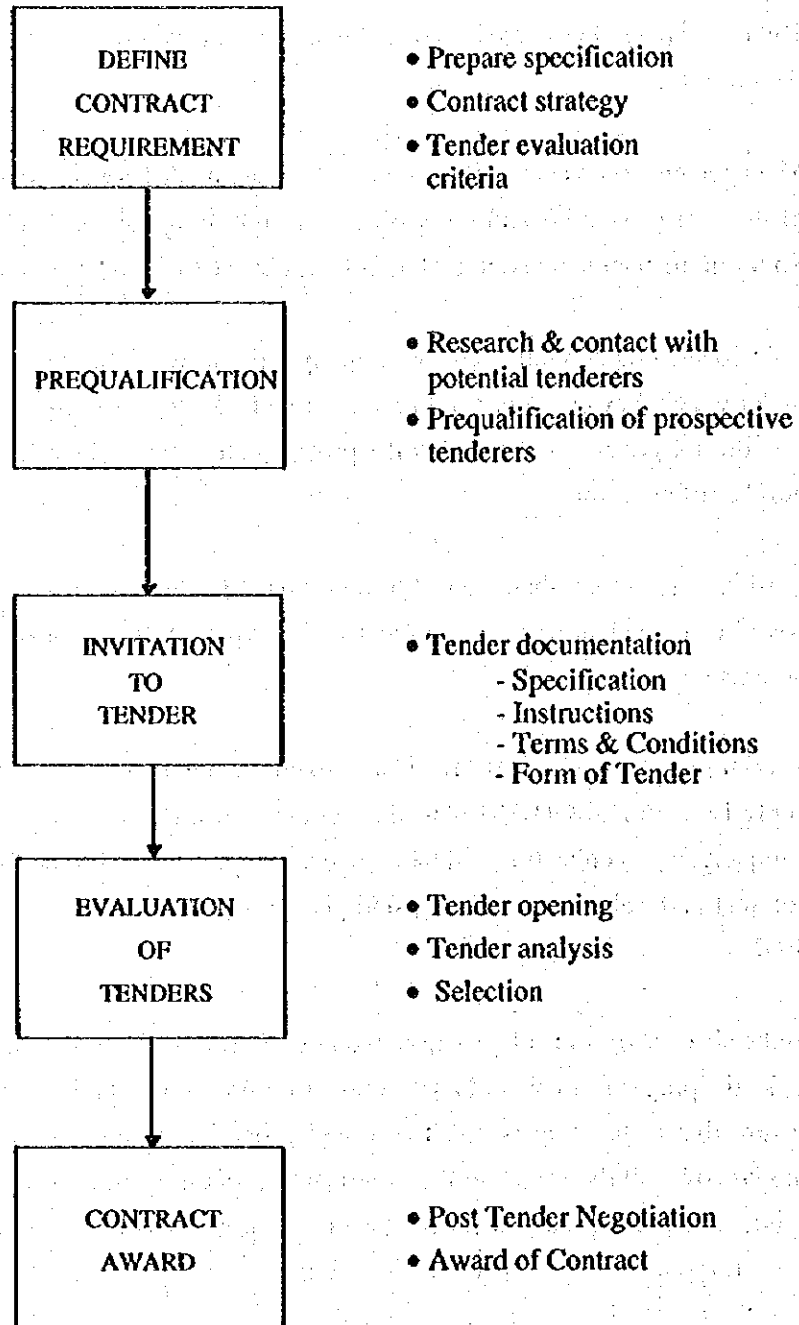 DEFINE
CONTRACT
REQUIREMENT
• Prepare specification
• Contract strategy
• Tender evaluation
criteria
PREQUALIFICATION
• Research & contact with
potential tenderers
• Prequalification of prospective
tenderers
INVITATION
TO
TENDER
• Tender documentation
- Specification
- Instructions
- Terms & Conditions
- Form of Tender
EVALUATION
OF
TENDERS
• Tender opening
• Tender analysis
• Selection
CONTRACT
AWARD
• Post Tender Negotiation
• Award of Contract